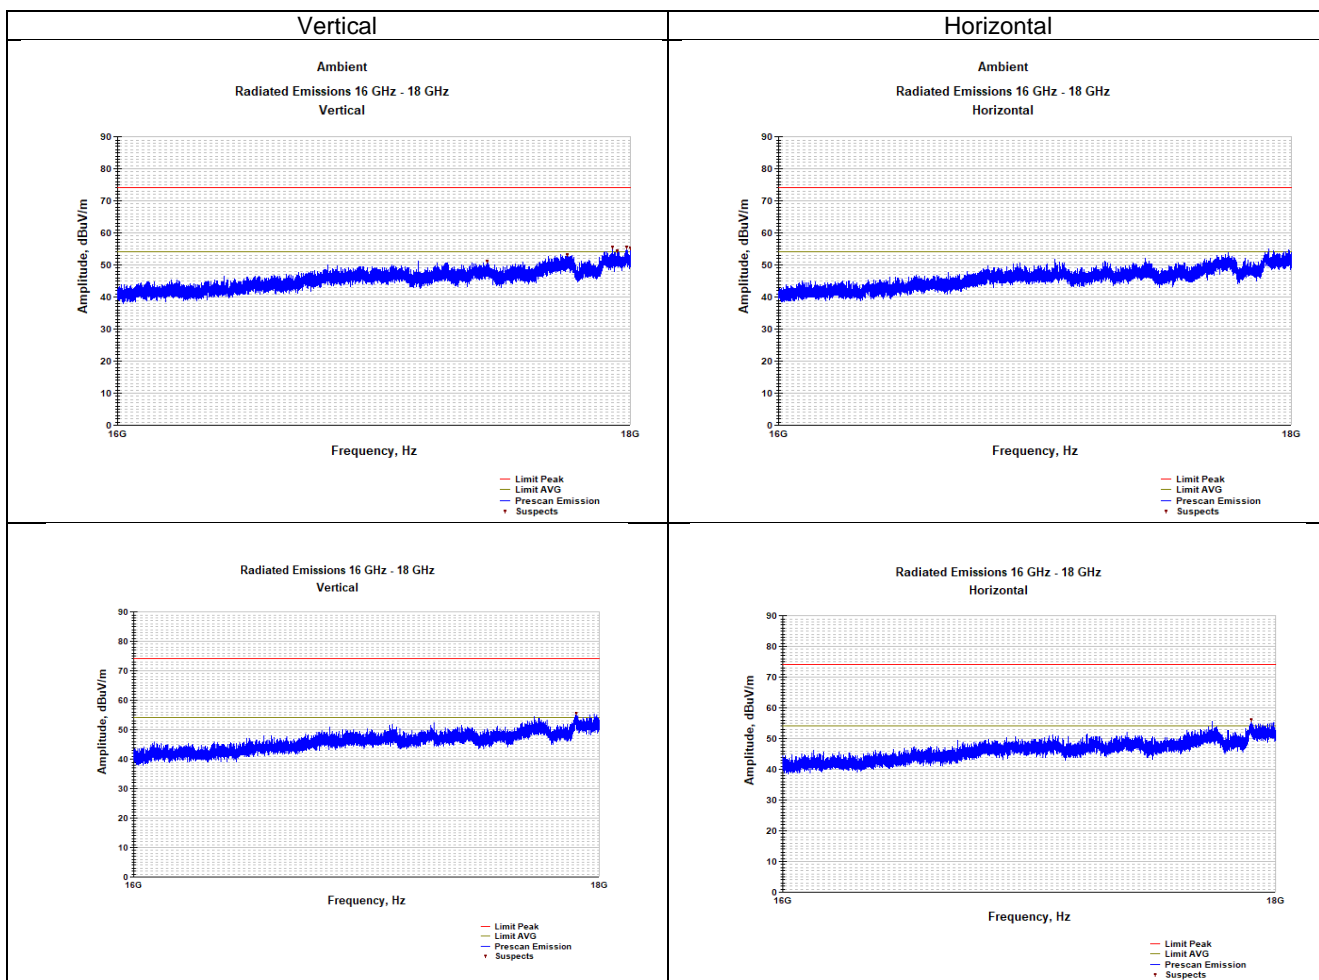 Vertical
Horizontal
Ambient
Radiated Emissions 16 GHz - 18 GHz
Vertical
90
80
70
60
50
40
30
20
10
0
Amplitude, dBuV/m
16G
18G
Frequency, Hz
Limit Peak
Limit AVG
Prescan Emission
Suspects
Ambient
Radiated Emissions 16 GHz - 18 GHz
Horizontal
90
80
70
60
50
40
30
20
10
0
Amplitude, dBuV/m
16G
18G
Frequency, Hz
Limit Peak
Limit AVG
Prescan Emission
Suspects
Radiated Emissions 16 GHz - 18 GHz
Vertical
90
80
70
60
50
40
30
20
10
0
Amplitude, dBuV/m
16G
18G
Frequency, Hz
Limit Peak
Limit AVG
Prescan Emission
Suspects
Radiated Emissions 16 GHz - 18 GHz
Horizontal
90
80
70
60
50
40
30
20
10
0
Amplitude, dBuV/m
16G
18G
Frequency, Hz
Limit Peak
Limit AVG
Prescan Emission
Suspects